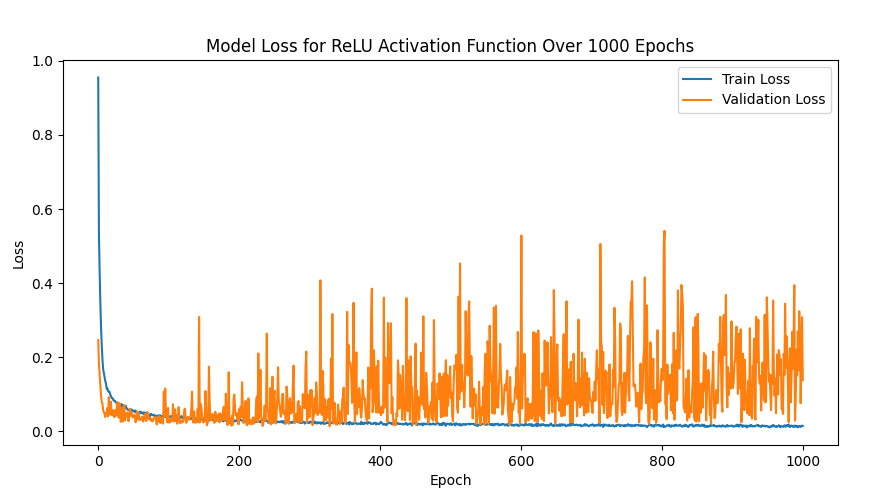 Model Loss for ReLU Activation Function Over 1000 Epochs
Train Loss
Validation Loss
1.0
0.8
0.6
0.4
0.2
0.0
Loss
0 200 400 600 800 1000
Epoch